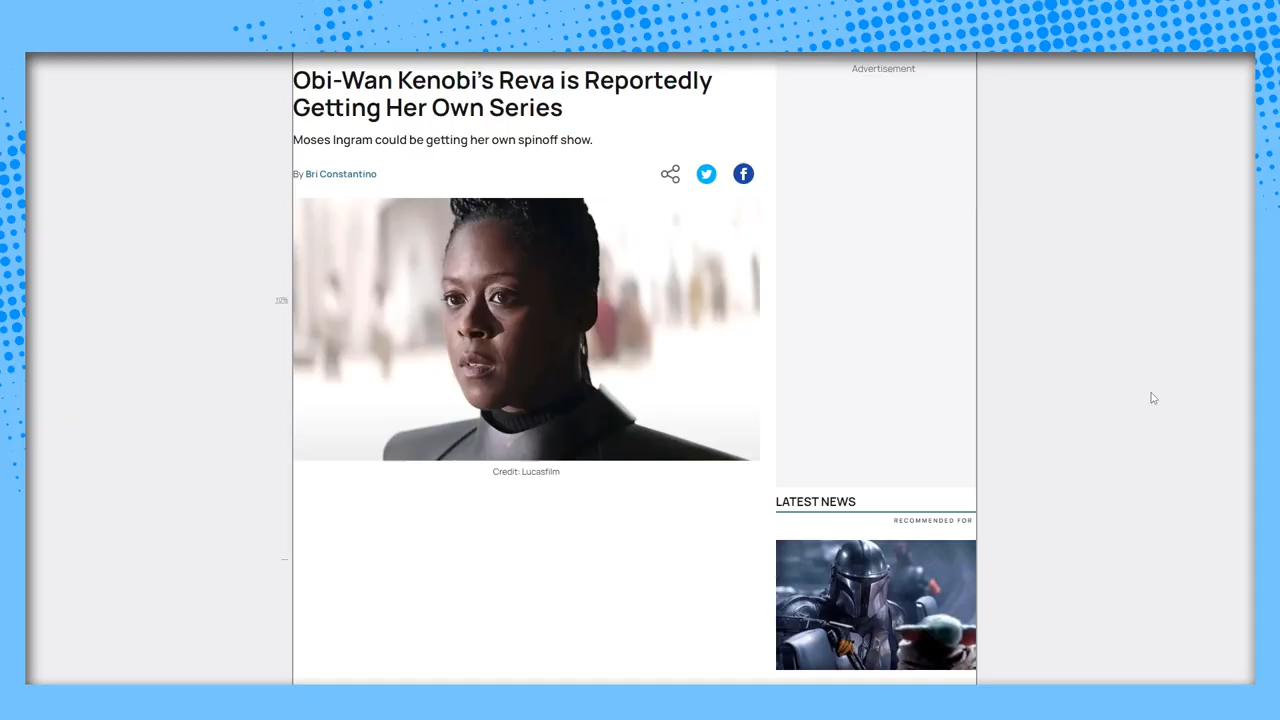 Obi-Wan Kenobi's Reva is Reportedly
Getting Her Own Series
Moses Ingram could be getting her own spinoff show.
By Bri Constantino
Advertisement
10%
Credit: Lucasfilm
LATEST NEWS
RECOMMENDED FOR